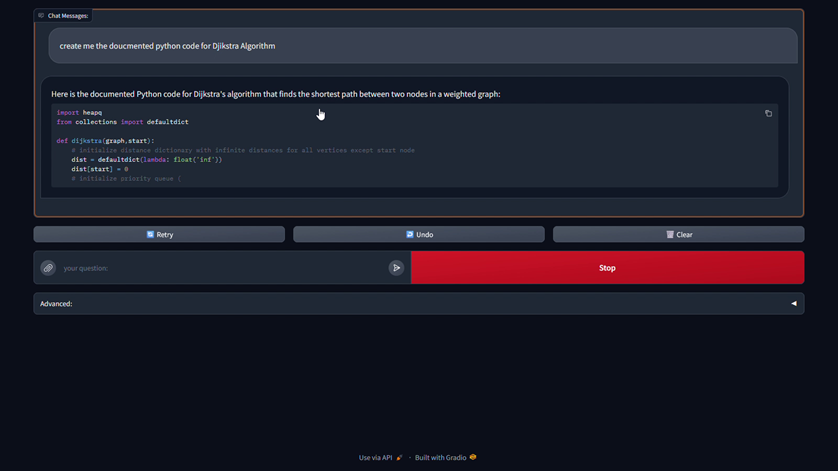 Chat Messages:
create me the doucmented python code for Djikstra Algorithm
Here is the documented Python code for Dijkstra's algorithm that finds the shortest path between two nodes in a weighted graph:
import heapq
from collections import defaultdict
def dijkstra(graph,start):
# initialize distance dictionary with infinite distances for all vertices except start node
dist = defaultdict(lambda: float('inf'))
dist[start] = 0
# initialize priority queue (
Retry
Undo
Clear
your question:
Stop
Advanced:
Use via API · Built with Gradio